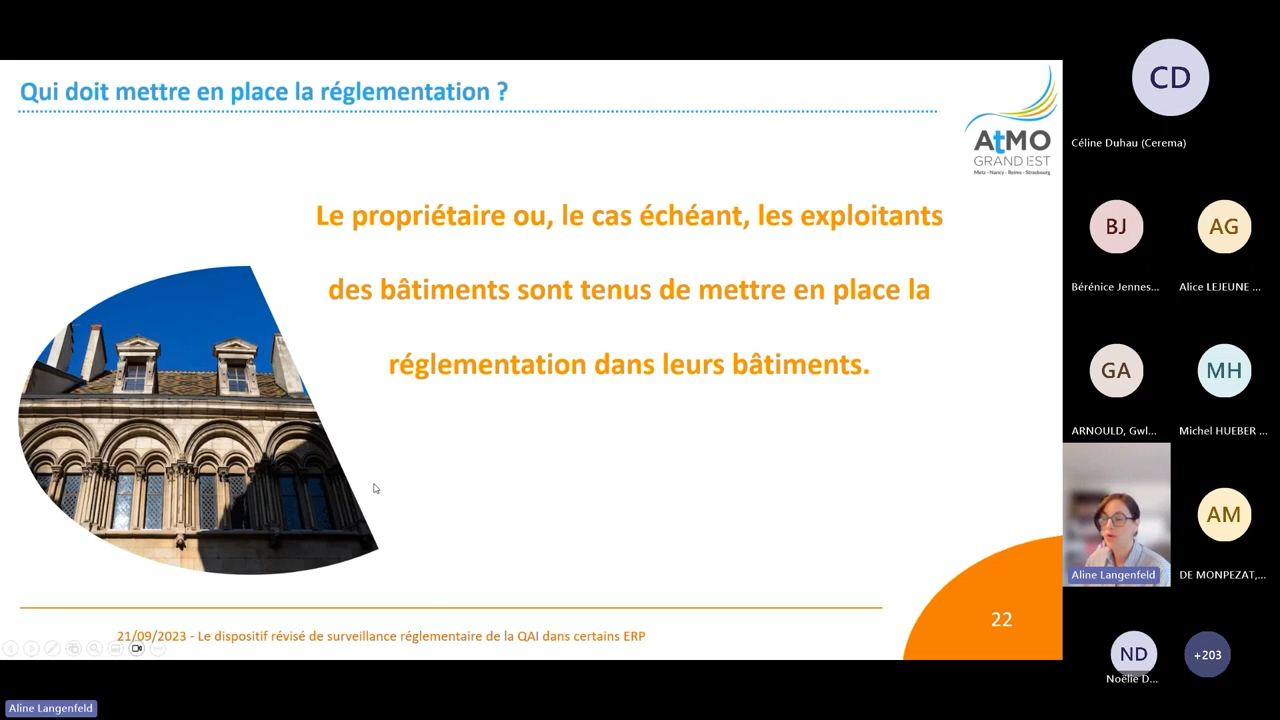 Qui doit mettre en place la réglementation ?
AtMO
GRAND EST
Metz - Nancy - Reims - Strasbourg
Le propriétaire ou, le cas échéant, les exploitants
des bâtiments sont tenus de mettre en place la
réglementation dans leurs bâtiments.
22
21/09/2023 - Le dispositif révisé de surveillance réglementaire de la QAI dans certains ERP
Aline Langenfeld
CD
Céline Duhau (Cerema)
BJ
AG
Bérénice Jennes...
Alice LEJEUNE ...
GA
MH
ARNOULD, Gwl...
Michel HUEBER ...
AM
Aline Langenfeld
DE MONPEZAT,...
ND
+203
Noëlie D...